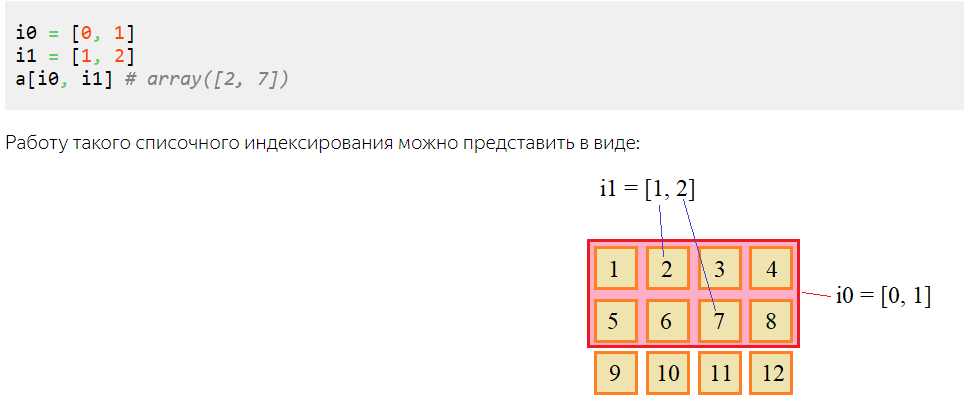 i0 = [0, 1]
i1 = [1, 2]
a[i0, i1] # array([2, 7])
Работу такого списочного индексирования можно представить в виде:
i1 = [1, 2]
1 2 3 4
i0 = [0, 1]
5 6 7 8
9 10 11 12